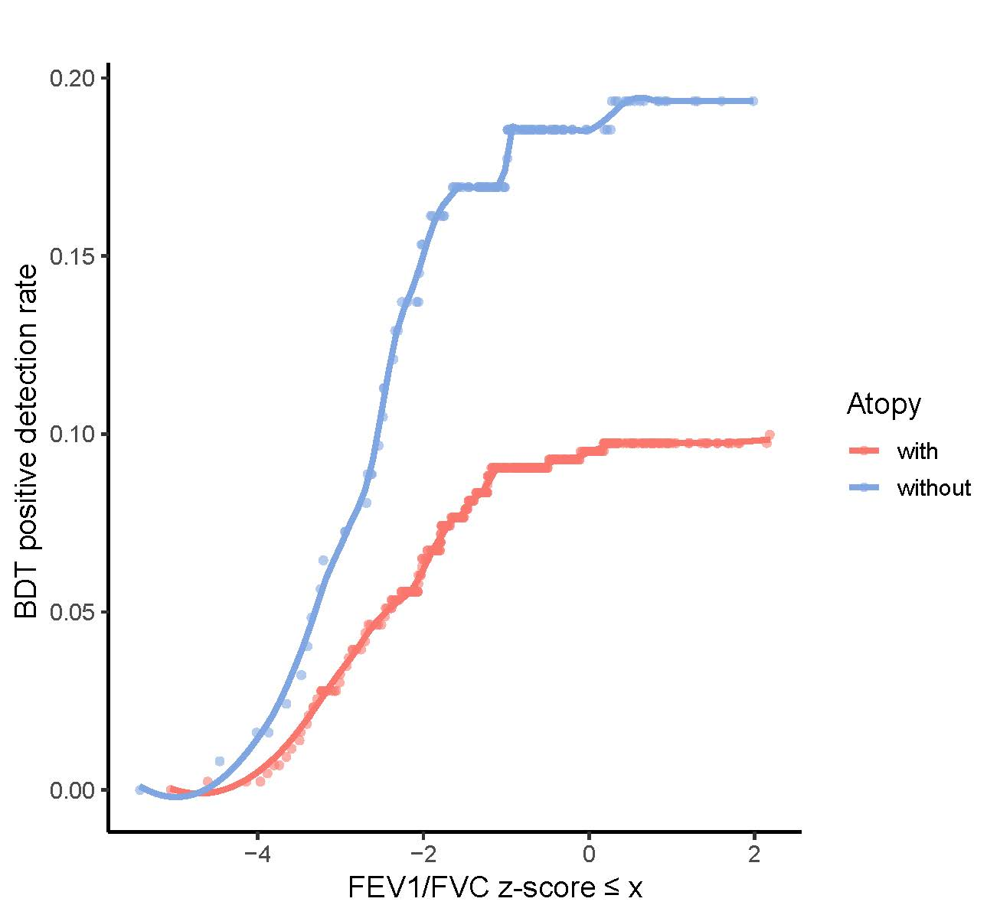 0.20
0.15
0.10
0.05
0.00
BDT positive detection rate
−4
−2
0
2
FEV1/FVC z-score ≤ x
Atopy
with
without